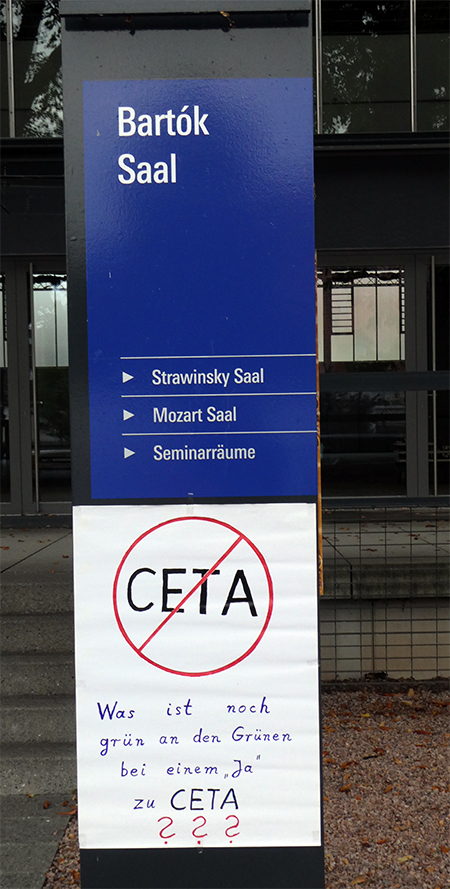 Bartók
Saal
▶ Strawinsky Saal
▶ Mozart Saal
▶ Seminarräume
CETA
Was ist noch
grün an den Grünen
bei einem „Ja"
zu CETA
? ? ?